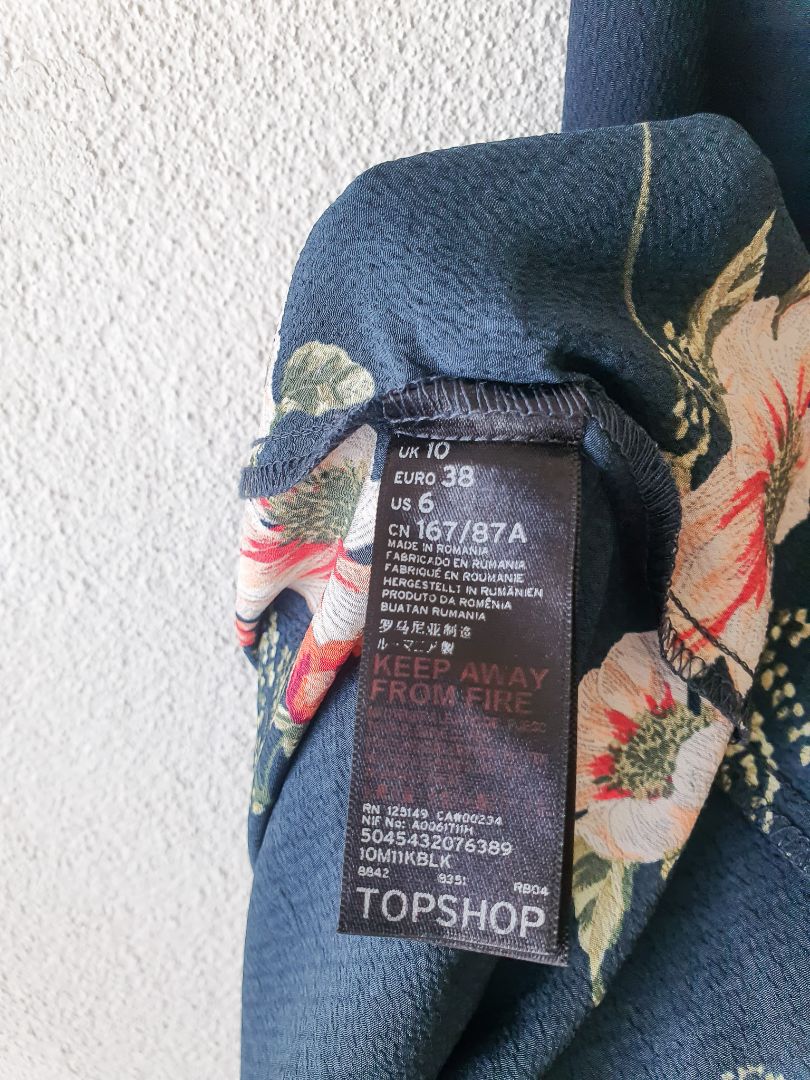 UK 10
EURO 38
US 6
CN 167/87A
MADE IN ROMANIA
FABRICADO EN RUMANIA
FABRIQUÉ EN ROUMANIE
HERGESTELLT IN RUMÄNIEN
PRODUTO DA ROMÊNIA
BUATAN RUMANIA
罗马尼亚制造
ルーマニア製
KEEP AWAY
FROM FIRE
RN 125149 CA#00234
NIF No: A0061711H
5045432076389
10M11KBLK
8842 8351 RB04
TOPSHOP